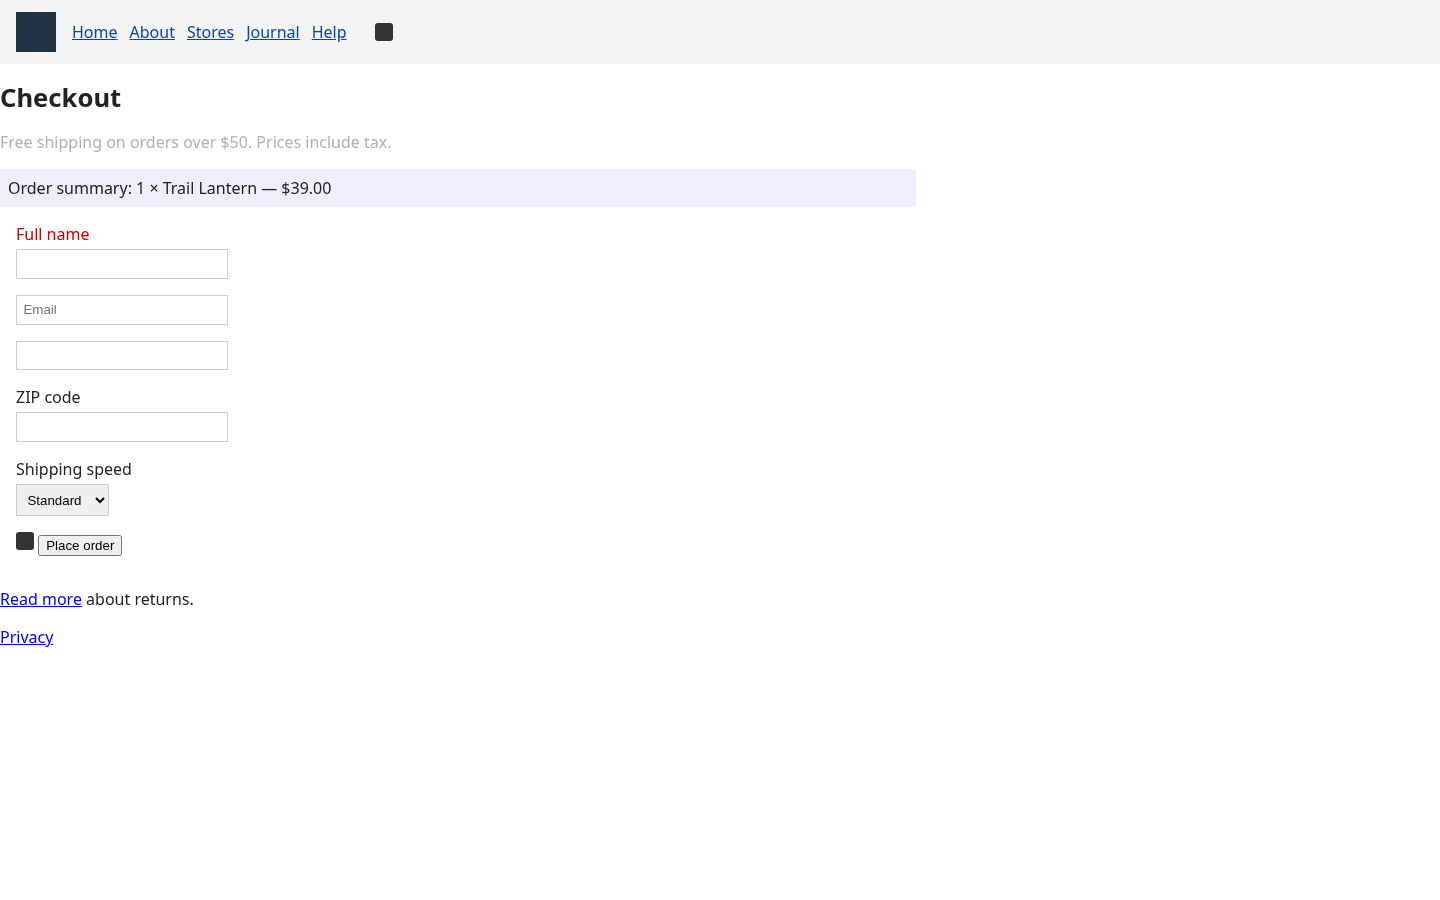 Home About Stores Journal Help
Checkout
Free shipping on orders over $50. Prices include tax.
Order summary: 1 × Trail Lantern — $39.00
Full name
Email
ZIP code
Shipping speed
Standard
Place order
Read more about returns.
Privacy